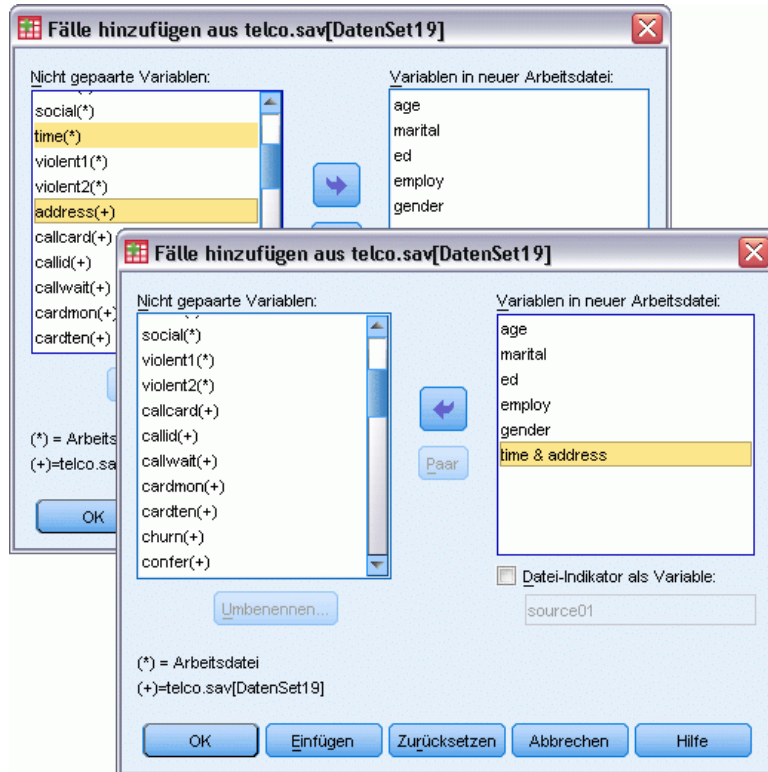 Fälle hinzufügen aus telco.sav[DatenSet19]
Nicht gepaarte Variablen:
Variablen in neuer Arbeitsdatei:
social(*)
time(*)
violent1(*)
violent2(*)
address(+)
callcard(+)
callid(+)
callwait(+)
cardmon(+)
cardten(+)
age
marital
ed
employ
gender
(*) = Arbeits
(+)=telco.sa
OK
Fälle hinzufügen aus telco.sav[DatenSet19]
Nicht gepaarte Variablen:
Variablen in neuer Arbeitsdatei:
social(*)
violent1(*)
violent2(*)
callcard(+)
callid(+)
callwait(+)
cardmon(+)
cardten(+)
churn(+)
confer(+)
Paar
age
marital
ed
employ
gender
time & address
Datei-Indikator als Variable:
source01
Umbenennen...
(*) = Arbeitsdatei
(+)=telco.sav[DatenSet19]
OK Einfügen Zurücksetzen Abbrechen Hilfe